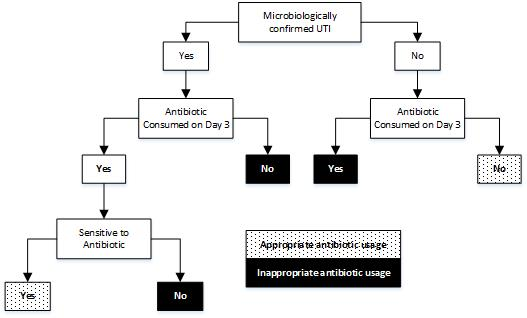 Microbiologically
confirmed UTI
Yes
No
Antibiotic
Consumed on Day 3
Antibiotic
Consumed on Day 3
Yes
No
Yes
No
Sensitive to
Antibiotic
Appropriate antibiotic usage
Inappropriate antibiotic usage
Yes
No